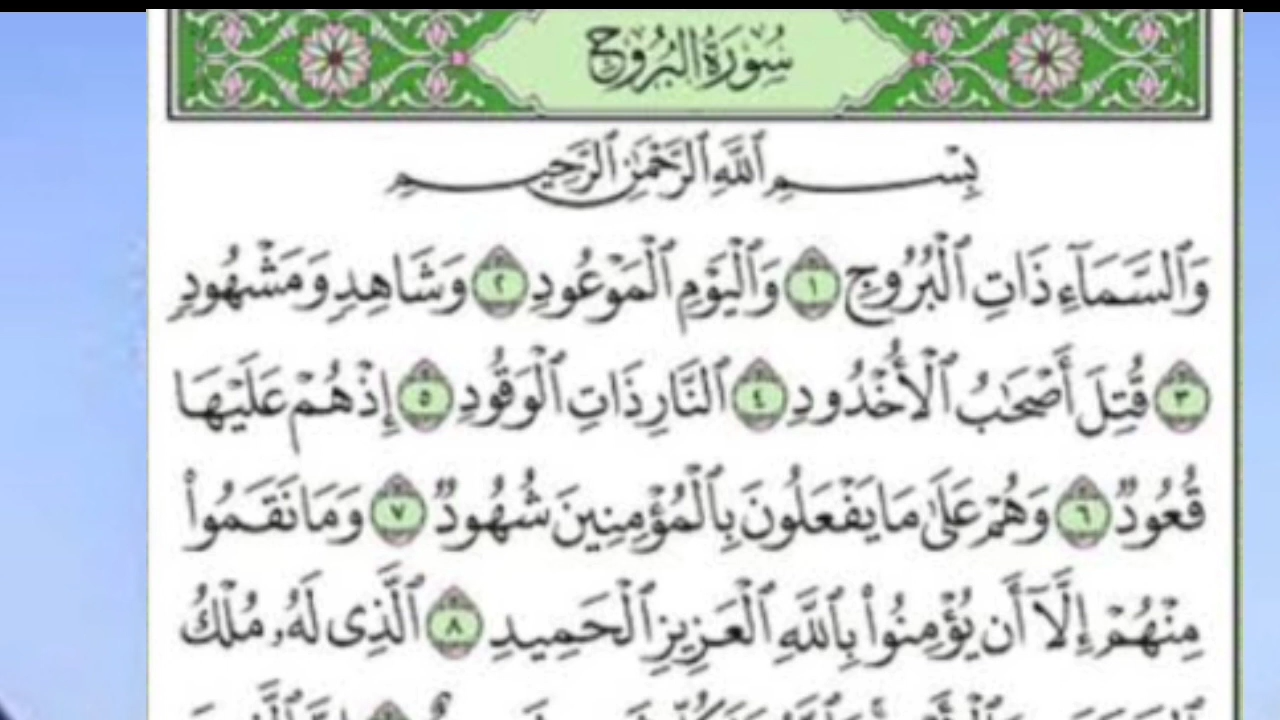 سُورَةُ البُرُوجِ
بِسْمِ ٱللَّهِ ٱلرَّحْمَٰنِ ٱلرَّحِيمِ
وَٱلسَّمَآءِ ذَاتِ ٱلْبُرُوجِ ١ وَٱلْيَوْمِ ٱلْمَوْعُودِ ٢ وَشَاهِدٍ وَمَشْهُودٍ
٣ قُتِلَ أَصْحَٰبُ ٱلْأُخْدُودِ ٤ ٱلنَّارِ ذَاتِ ٱلْوَقُودِ ٥ إِذْ هُمْ عَلَيْهَا
قُعُودٌ ٦ وَهُمْ عَلَىٰ مَا يَفْعَلُونَ بِٱلْمُؤْمِنِينَ شُهُودٌ ٧ وَمَا نَقَمُوا۟
مِنْهُمْ إِلَّآ أَن يُؤْمِنُوا۟ بِٱللَّهِ ٱلْعَزِيزِ ٱلْحَمِيدِ ٨ ٱلَّذِى لَهُۥ مُلْكُ